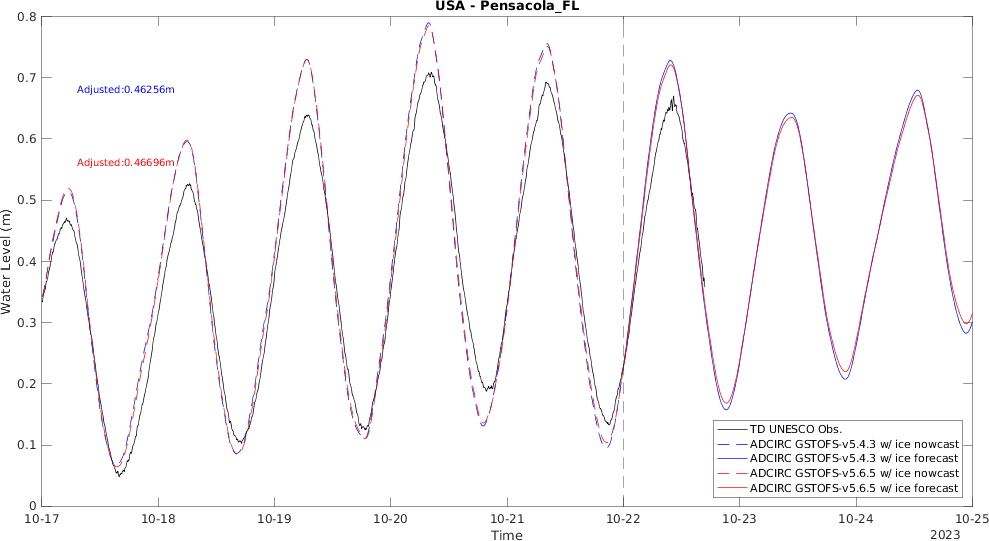 USA - Pensacola_FL
0.8
0.7
0.6
0.5
0.4
0.3
0.2
0.1
0
Water Level (m)
Adjusted:0.46256m
Adjusted:0.46696m
TD UNESCO Obs.
ADCIRC GSTOFS-v5.4.3 w/ ice nowcast
ADCIRC GSTOFS-v5.4.3 w/ ice forecast
ADCIRC GSTOFS-v5.6.5 w/ ice nowcast
ADCIRC GSTOFS-v5.6.5 w/ ice forecast
10-17 10-18 10-19 10-20 10-21 10-22 10-23 10-24 10-25
Time
2023